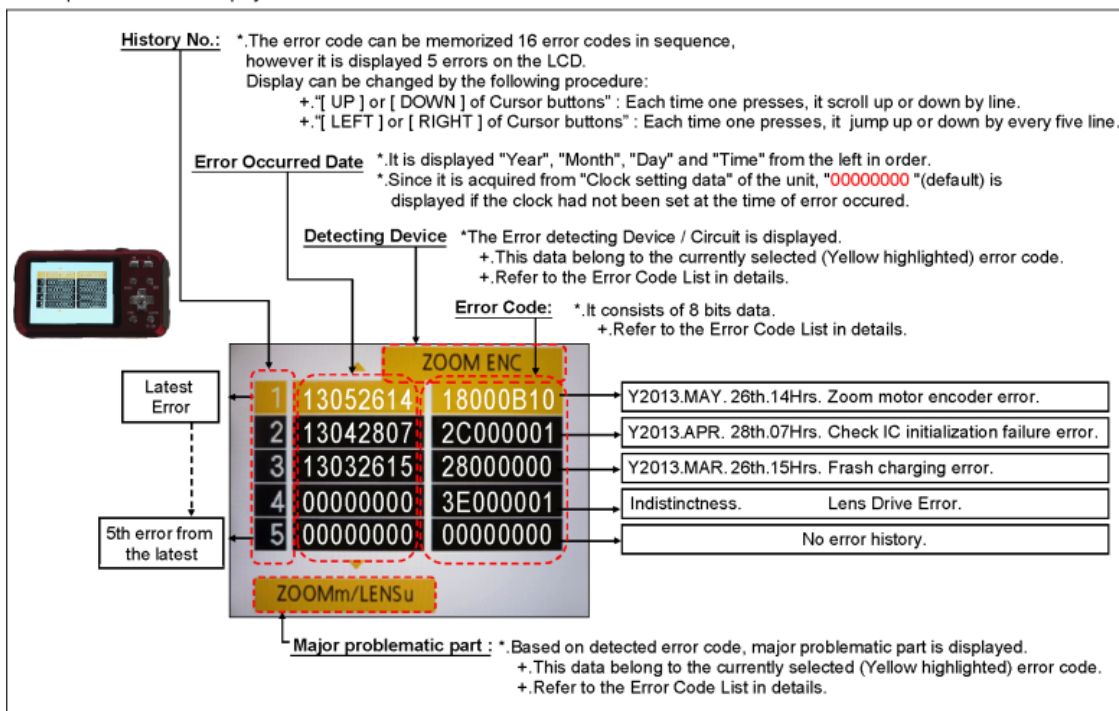 History No.: *.The error code can be memorized 16 error codes in sequence,
however it is displayed 5 errors on the LCD.
Display can be changed by the following procedure:
+."[ UP ] or [ DOWN ] of Cursor buttons" : Each time one presses, it scroll up or down by line.
+."[ LEFT ] or [ RIGHT ] of Cursor buttons" : Each time one presses, it jump up or down by every five line.
Error Occurred Date *.It is displayed "Year", "Month", "Day" and "Time" from the left in order.
*.Since it is acquired from "Clock setting data" of the unit, "00000000 "(default) is
displayed if the clock had not been set at the time of error occured.
Detecting Device *The Error detecting Device / Circuit is displayed.
+.This data belong to the currently selected (Yellow highlighted) error code.
+.Refer to the Error Code List in details.
Error Code: *.It consists of 8 bits data.
+.Refer to the Error Code List in details.
ZOOM ENC
Latest
Error
1 13052614 18000B10 Y2013.MAY. 26th.14Hrs. Zoom motor encoder error.
2 13042807 2C000001 Y2013.APR. 28th.07Hrs. Check IC initialization failure error.
3 13032615 28000000 Y2013.MAR. 26th.15Hrs. Frash charging error.
4 00000000 3E000001 Indistinctness. Lens Drive Error.
5th error from
the latest
5 00000000 00000000 No error history.
ZOOMm/LENSu
Major problematic part : *.Based on detected error code, major problematic part is displayed.
+.This data belong to the currently selected (Yellow highlighted) error code.
+.Refer to the Error Code List in details.